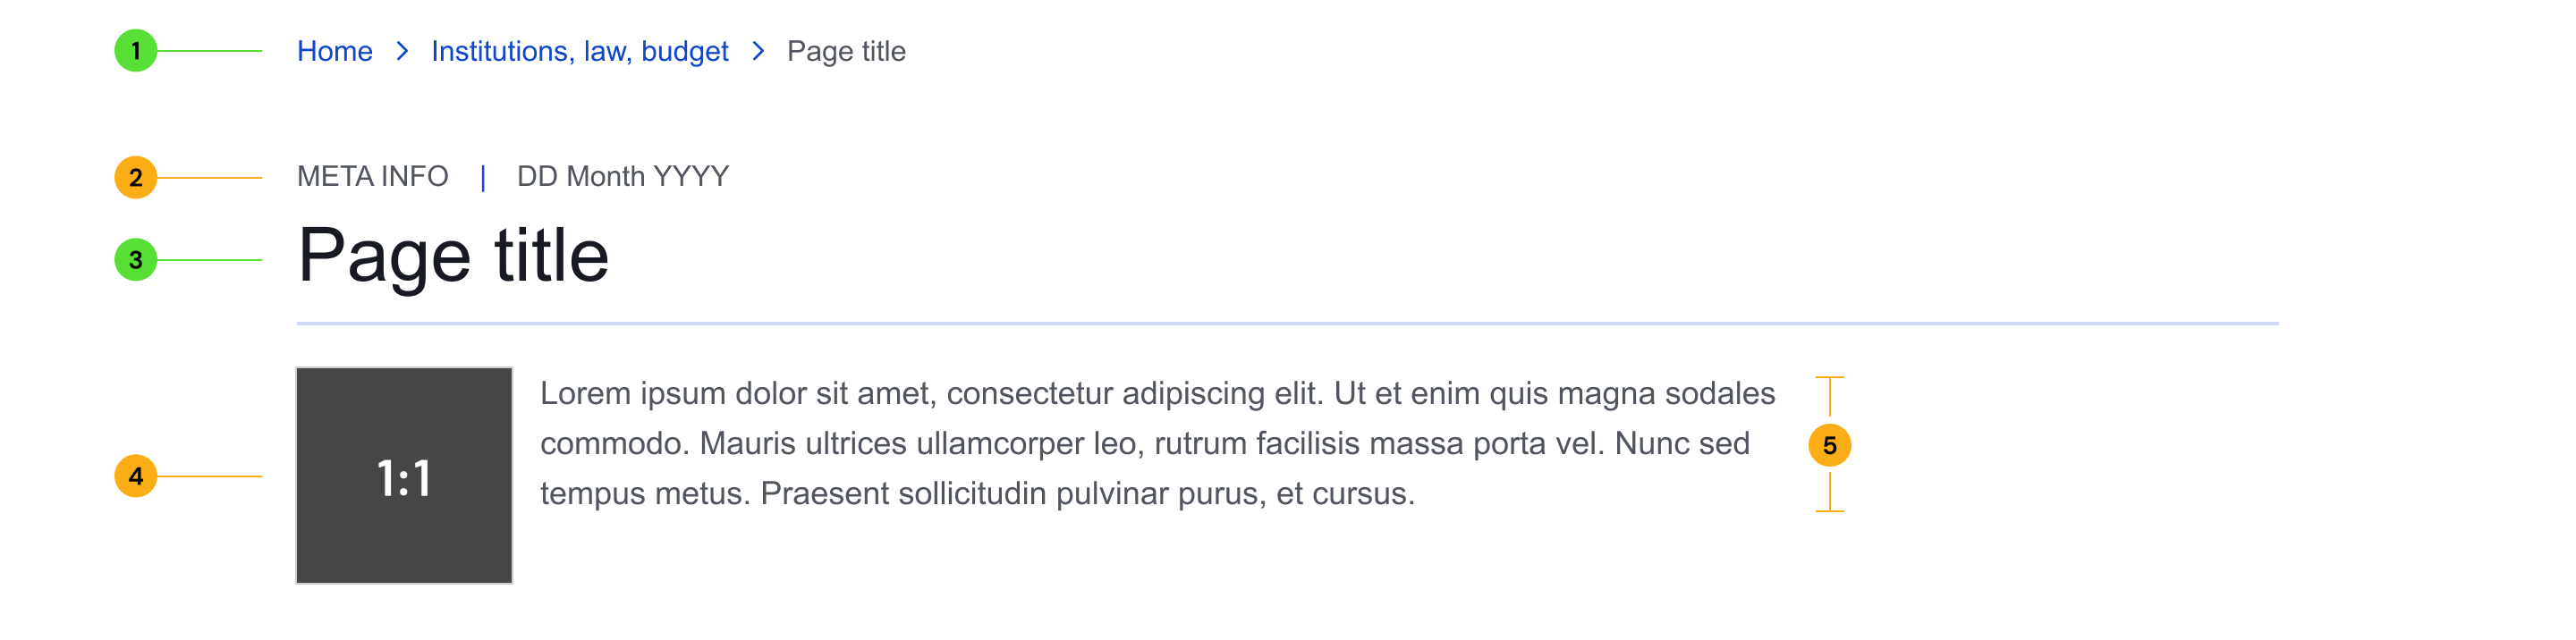 1 Home > Institutions, law, budget > Page title
2 META INFO | DD Month YYYY
3 Page title
Lorem ipsum dolor sit amet, consectetur adipiscing elit. Ut et enim quis magna sodales
commodo. Mauris ultrices ullamcorper leo, rutrum facilisis massa porta vel. Nunc sed 5
4 1:1
tempus metus. Praesent sollicitudin pulvinar purus, et cursus.